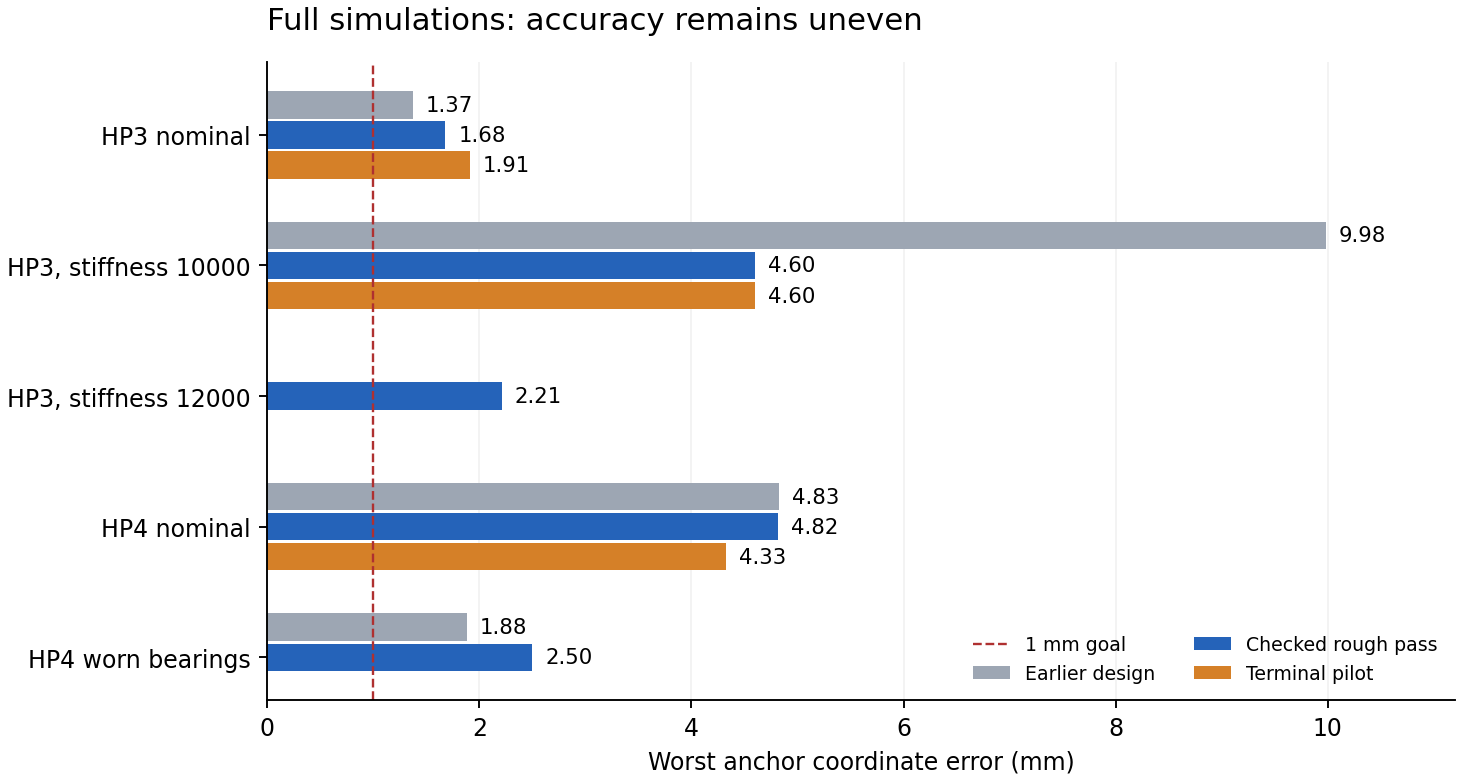 Full simulations: accuracy remains uneven
HP3 nominal
1.37
1.68
1.91
HP3, stiffness 10000
9.98
4.60
4.60
HP3, stiffness 12000
2.21
HP4 nominal
4.83
4.82
4.33
HP4 worn bearings
1.88
2.50
1 mm goal
Earlier design
Checked rough pass
Terminal pilot
0 2 4 6 8 10
Worst anchor coordinate error (mm)